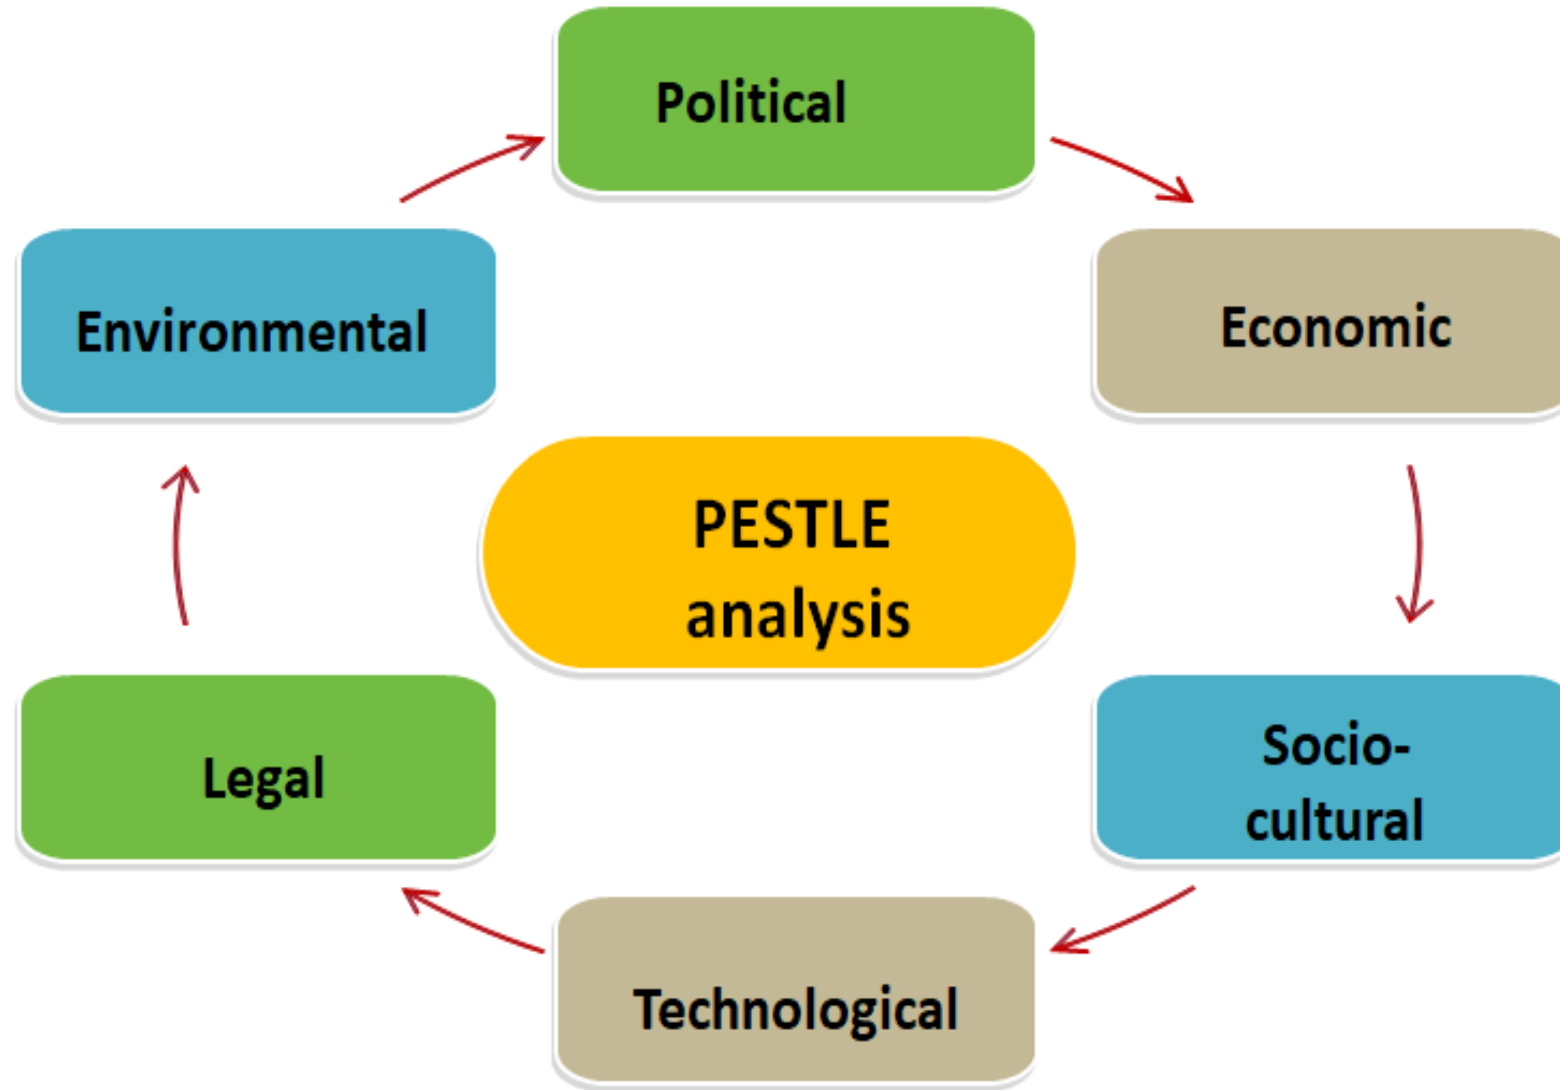 Political
Economic
Socio-
cultural
Technological
Legal
Environmental
PESTLE
analysis